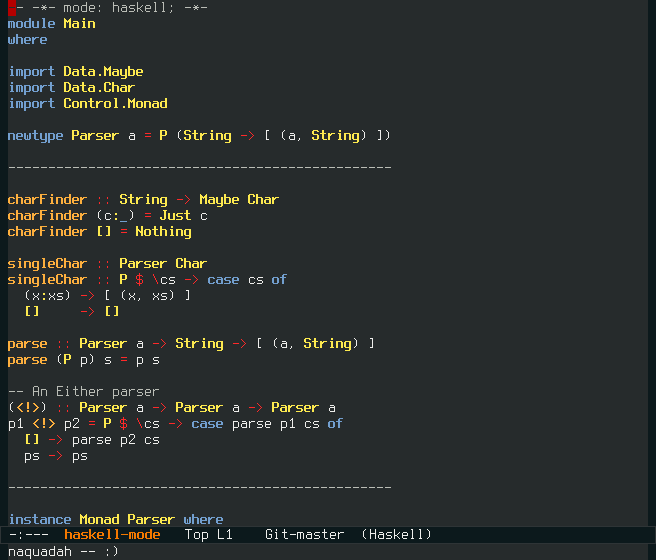 -- -*- mode: haskell; -*-
module Main
where
import Data.Maybe
import Data.Char
import Control.Monad
newtype Parser a = P (String -> [ (a, String) ])
------------------------------------------------
charFinder :: String -> Maybe Char
charFinder (c:_) = Just c
charFinder [] = Nothing
singleChar :: Parser Char
singleChar :: P $ \cs -> case cs of
  (x:xs) -> [ (x, xs) ]
  []     -> []
parse :: Parser a -> String -> [ (a, String) ]
parse (P p) s = p s
-- An Either parser
(<!>) :: Parser a -> Parser a -> Parser a
p1 <!> p2 = P $ \cs -> case parse p1 cs of
  [] -> parse p2 cs
  ps -> ps
------------------------------------------------
instance Monad Parser where
-:---  haskell-mode   Top L1    Git-master  (Haskell)
naquadah -- :)